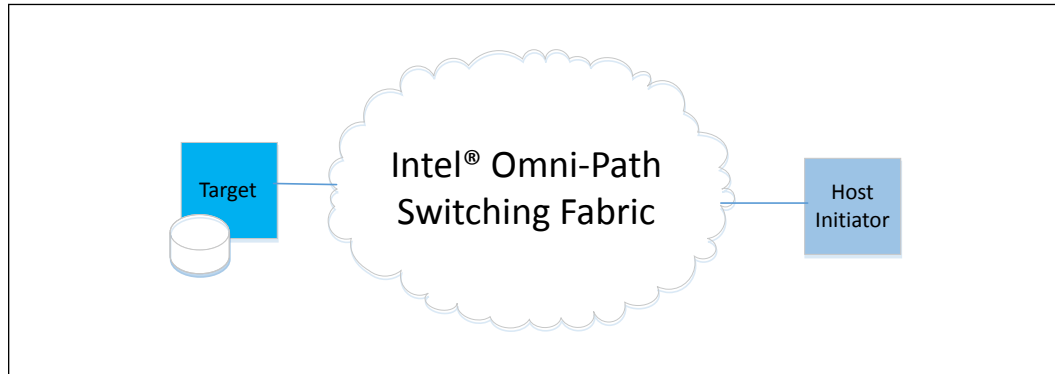 Target
Intel® Omni-Path
Switching Fabric
Host
Initiator